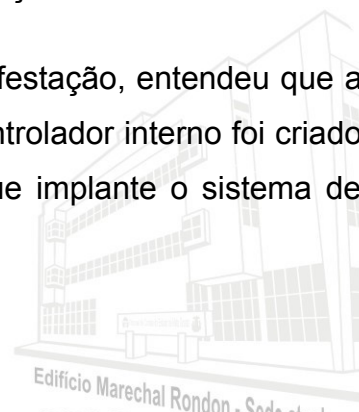 festação, entendeu que a
ntrolador interno foi criado
ue implante o sistema de
Edifício Marechal Rondon - Sede